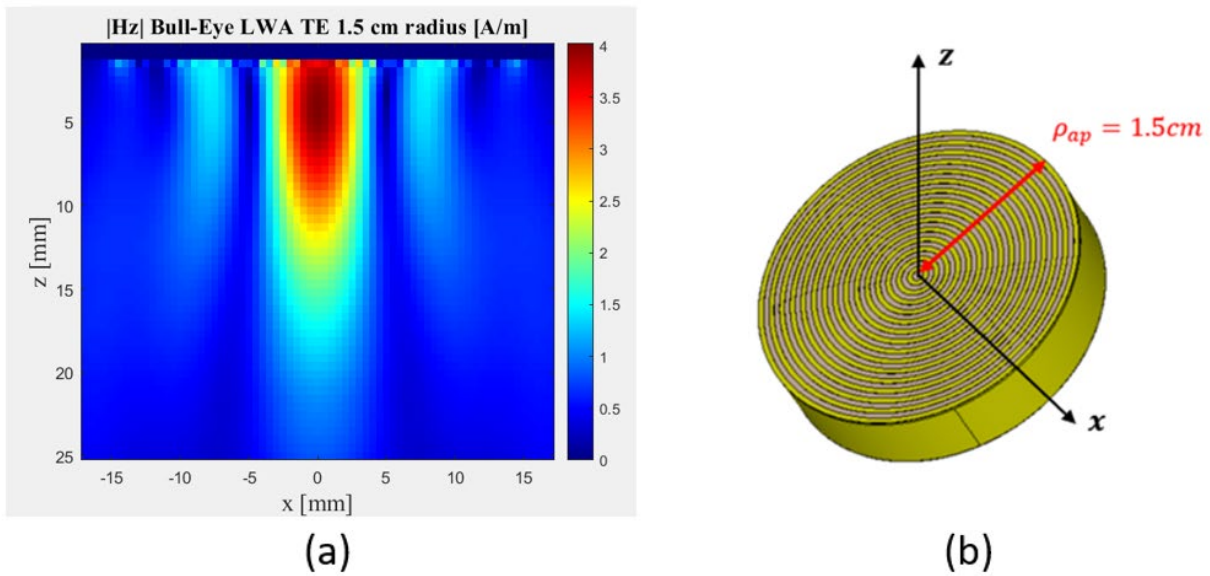 |Hz| Bull-Eye LWA TE 1.5 cm radius [A/m]
z [mm]
5
10
15
20
25
-15 -10 -5 0 5 10 15
x [mm]
4
3.5
3
2.5
2
1.5
1
0.5
0
(a)
z
ρap = 1.5cm
x
(b)